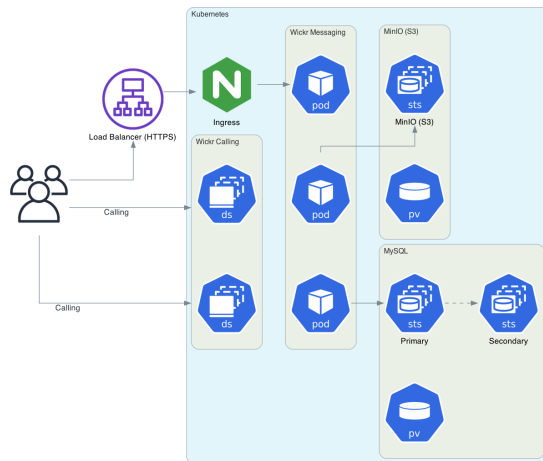 Kubernetes
Wickr Messaging
MinIO (S3)
N
pod
sts
Ingress
MinIO (S3)
Load Balancer (HTTPS)
Wickr Calling
ds
pod
pv
Calling
MySQL
ds
pod
sts
sts
Calling
Primary
Secondary
pv